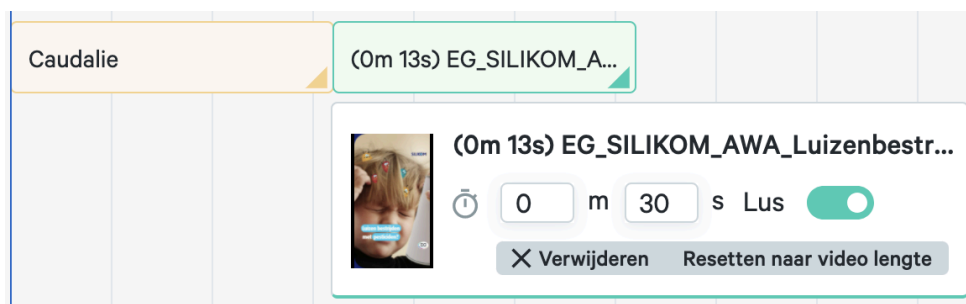 Caudalie
(0m 13s) EG_SILIKOM_A...
(0m 13s) EG_SILIKOM_AWA_Luizenbestr...
0 m 30 s Lus
Verwijderen Resetten naar video lengte